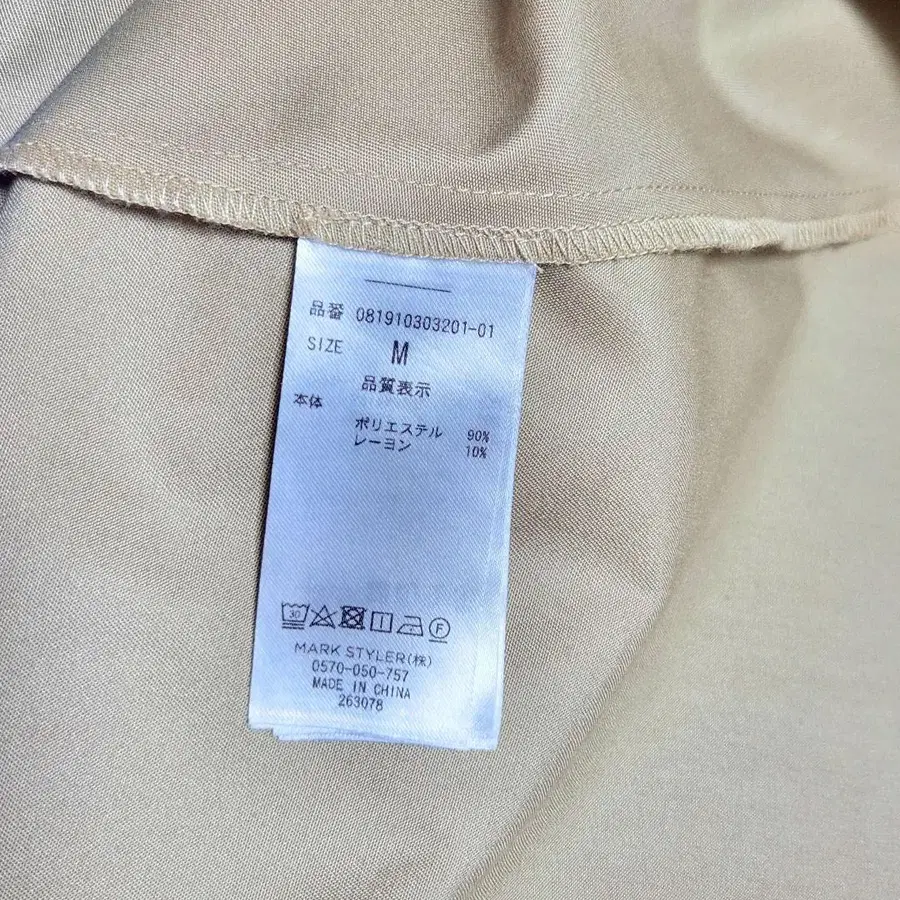 品番 081910303201-01
SIZE M
品質表示
本体
ポリエステル 90%
レーヨン 10%
30 F
MARK STYLER(株)
0570-050-757
MADE IN CHINA
263078